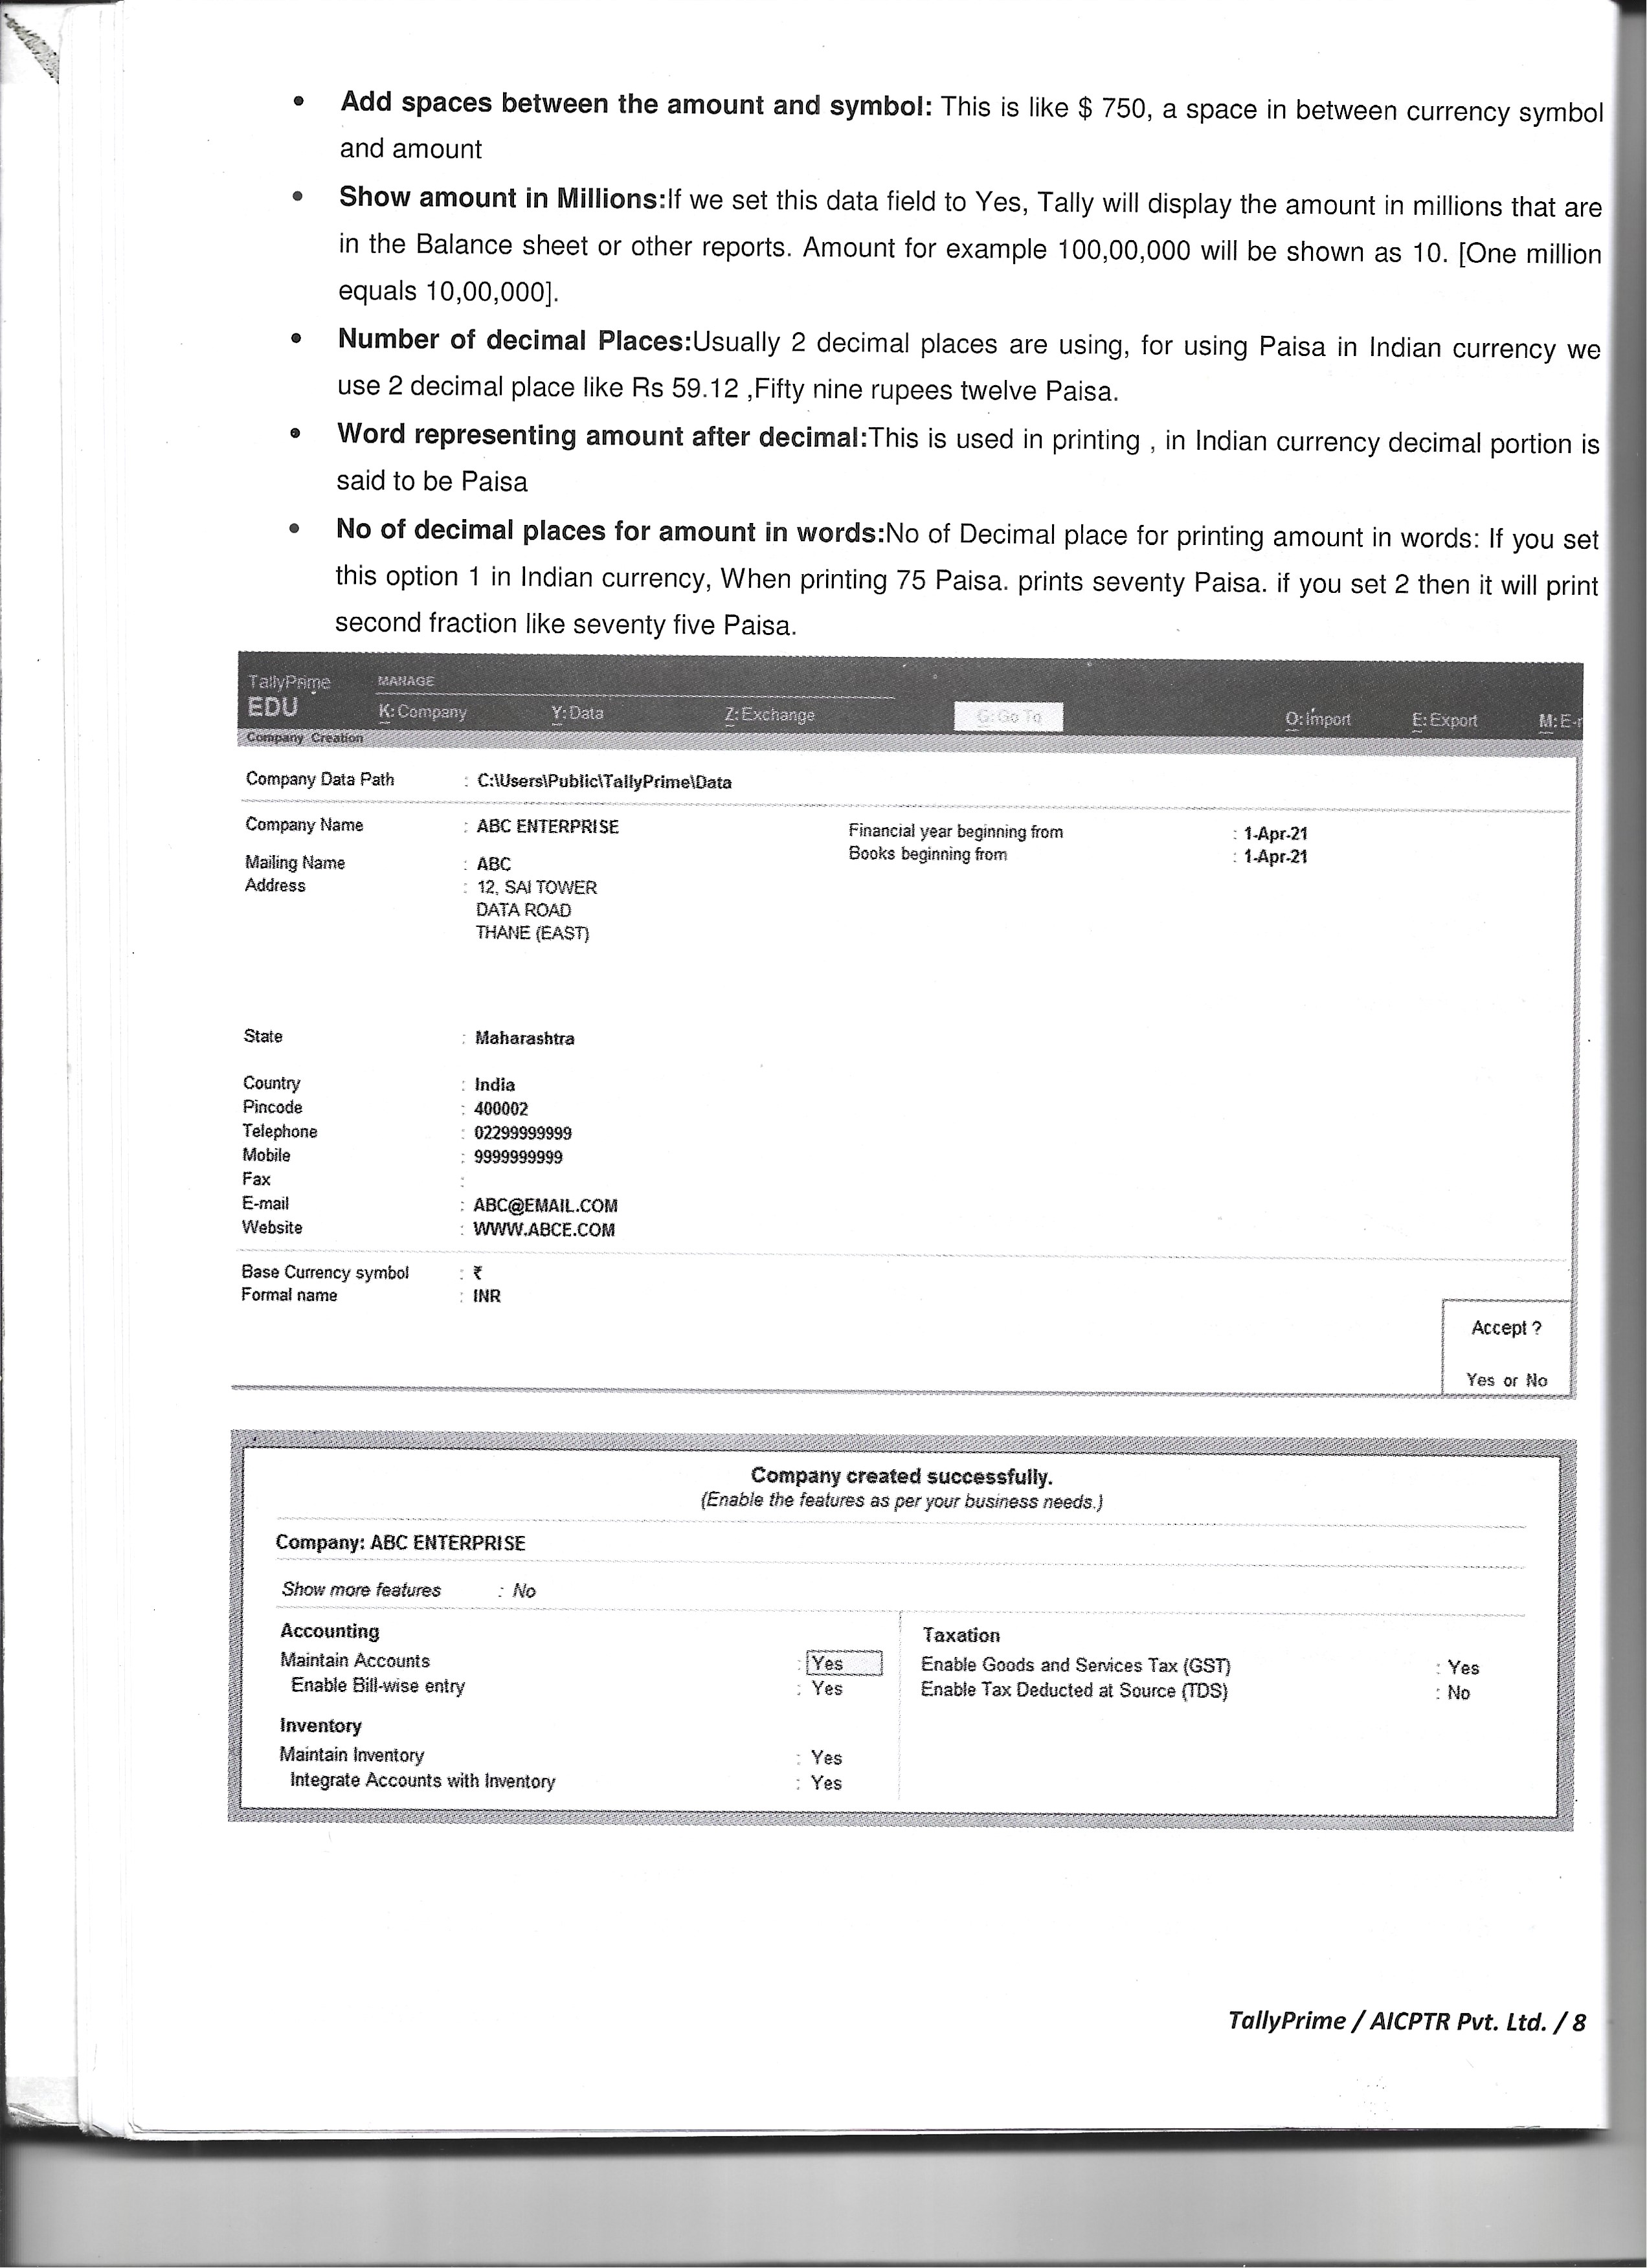 • Add spaces between the amount and symbol: This is like $ 750, a space in between currency symbol
and amount
• Show amount in Millions:If we set this data field to Yes, Tally will display the amount in millions that are
in the Balance sheet or other reports. Amount for example 100,00,000 will be shown as 10. [One million
equals 10,00,000].
• Number of decimal Places:Usually 2 decimal places are using, for using Paisa in Indian currency we
use 2 decimal place like Rs 59.12 ,Fifty nine rupees twelve Paisa.
• Word representing amount after decimal:This is used in printing , in Indian currency decimal portion is
said to be Paisa
• No of decimal places for amount in words:No of Decimal place for printing amount in words: If you set
this option 1 in Indian currency, When printing 75 Paisa. prints seventy Paisa. if you set 2 then it will print
second fraction like seventy five Paisa.
TallyPrime MANAGE
EDU K:Company Y:Data Z:Exchange G:Go To O:Import E:Export M:E-
Company Creation
Company Data Path : C:\Users\Public\TallyPrime\Data
Company Name : ABC ENTERPRISE Financial year beginning from : 1-Apr-21
Books beginning from : 1-Apr-21
Mailing Name : ABC
Address : 12, SAI TOWER
DATA ROAD
THANE (EAST)
State : Maharashtra
Country : India
Pincode : 400002
Telephone : 02299999999
Mobile : 9999999999
Fax :
E-mail : ABC@EMAIL.COM
Website : WWW.ABCE.COM
Base Currency symbol : ₹
Formal name : INR
Accept ?
Yes or No
Company created successfully.
(Enable the features as per your business needs.)
Company: ABC ENTERPRISE
Show more features : No
Accounting Taxation
Maintain Accounts : Yes Enable Goods and Services Tax (GST) : Yes
Enable Bill-wise entry : Yes Enable Tax Deducted at Source (TDS) : No
Inventory
Maintain Inventory : Yes
Integrate Accounts with Inventory : Yes
TallyPrime / AICPTR Pvt. Ltd. / 8